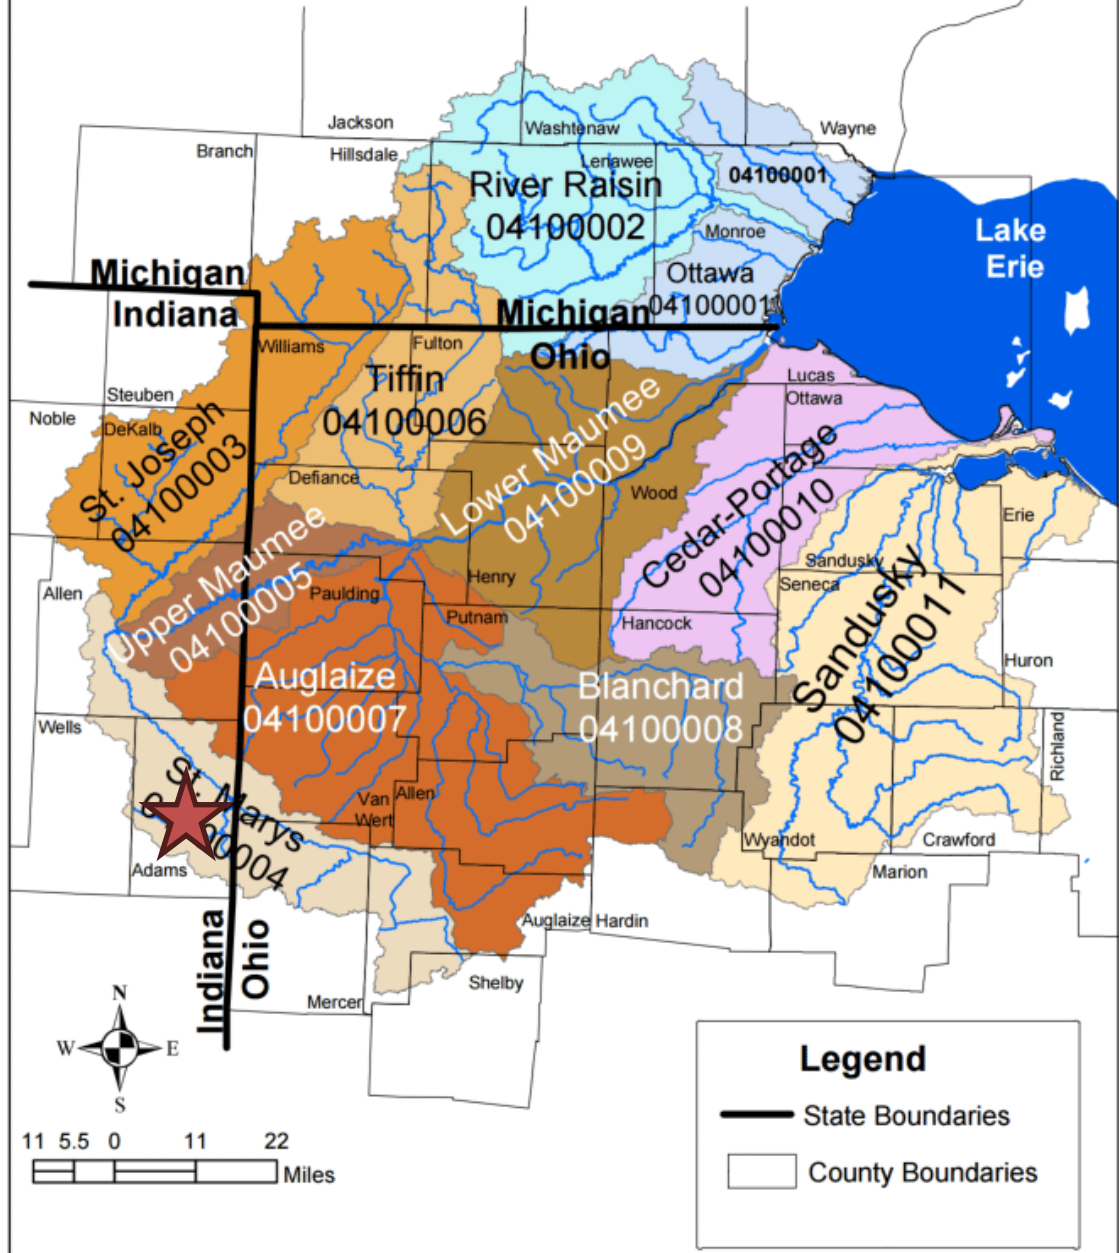 Jackson
Washtenaw
Wayne
Branch
Hillsdale
Lenawee
04100001
River Raisin
04100002
Monroe
Lake
Erie
Ottawa
04100001
Michigan
Indiana
Michigan
Ohio
Williams
Fulton
Tiffin
04100006
Lucas
Ottawa
Steuben
Noble
DeKalb
St. Joseph
04100003
Lower Maumee
04100009
Defiance
Wood
Cedar-Portage
04100010
Erie
Upper Maumee
04100005
Sandusky
Seneca
Henry
Allen
Paulding
Putnam
Hancock
Sandusky
04100011
Huron
Auglaize
04100007
Blanchard
04100008
Wells
Richland
St. Marys
Van
Wert
Allen
Wyandot
Crawford
Adams
Marion
Auglaize
Hardin
Indiana
Ohio
Shelby
Mercer
N
W
E
S
11 5.5 0 11 22
Miles
Legend
State Boundaries
County Boundaries